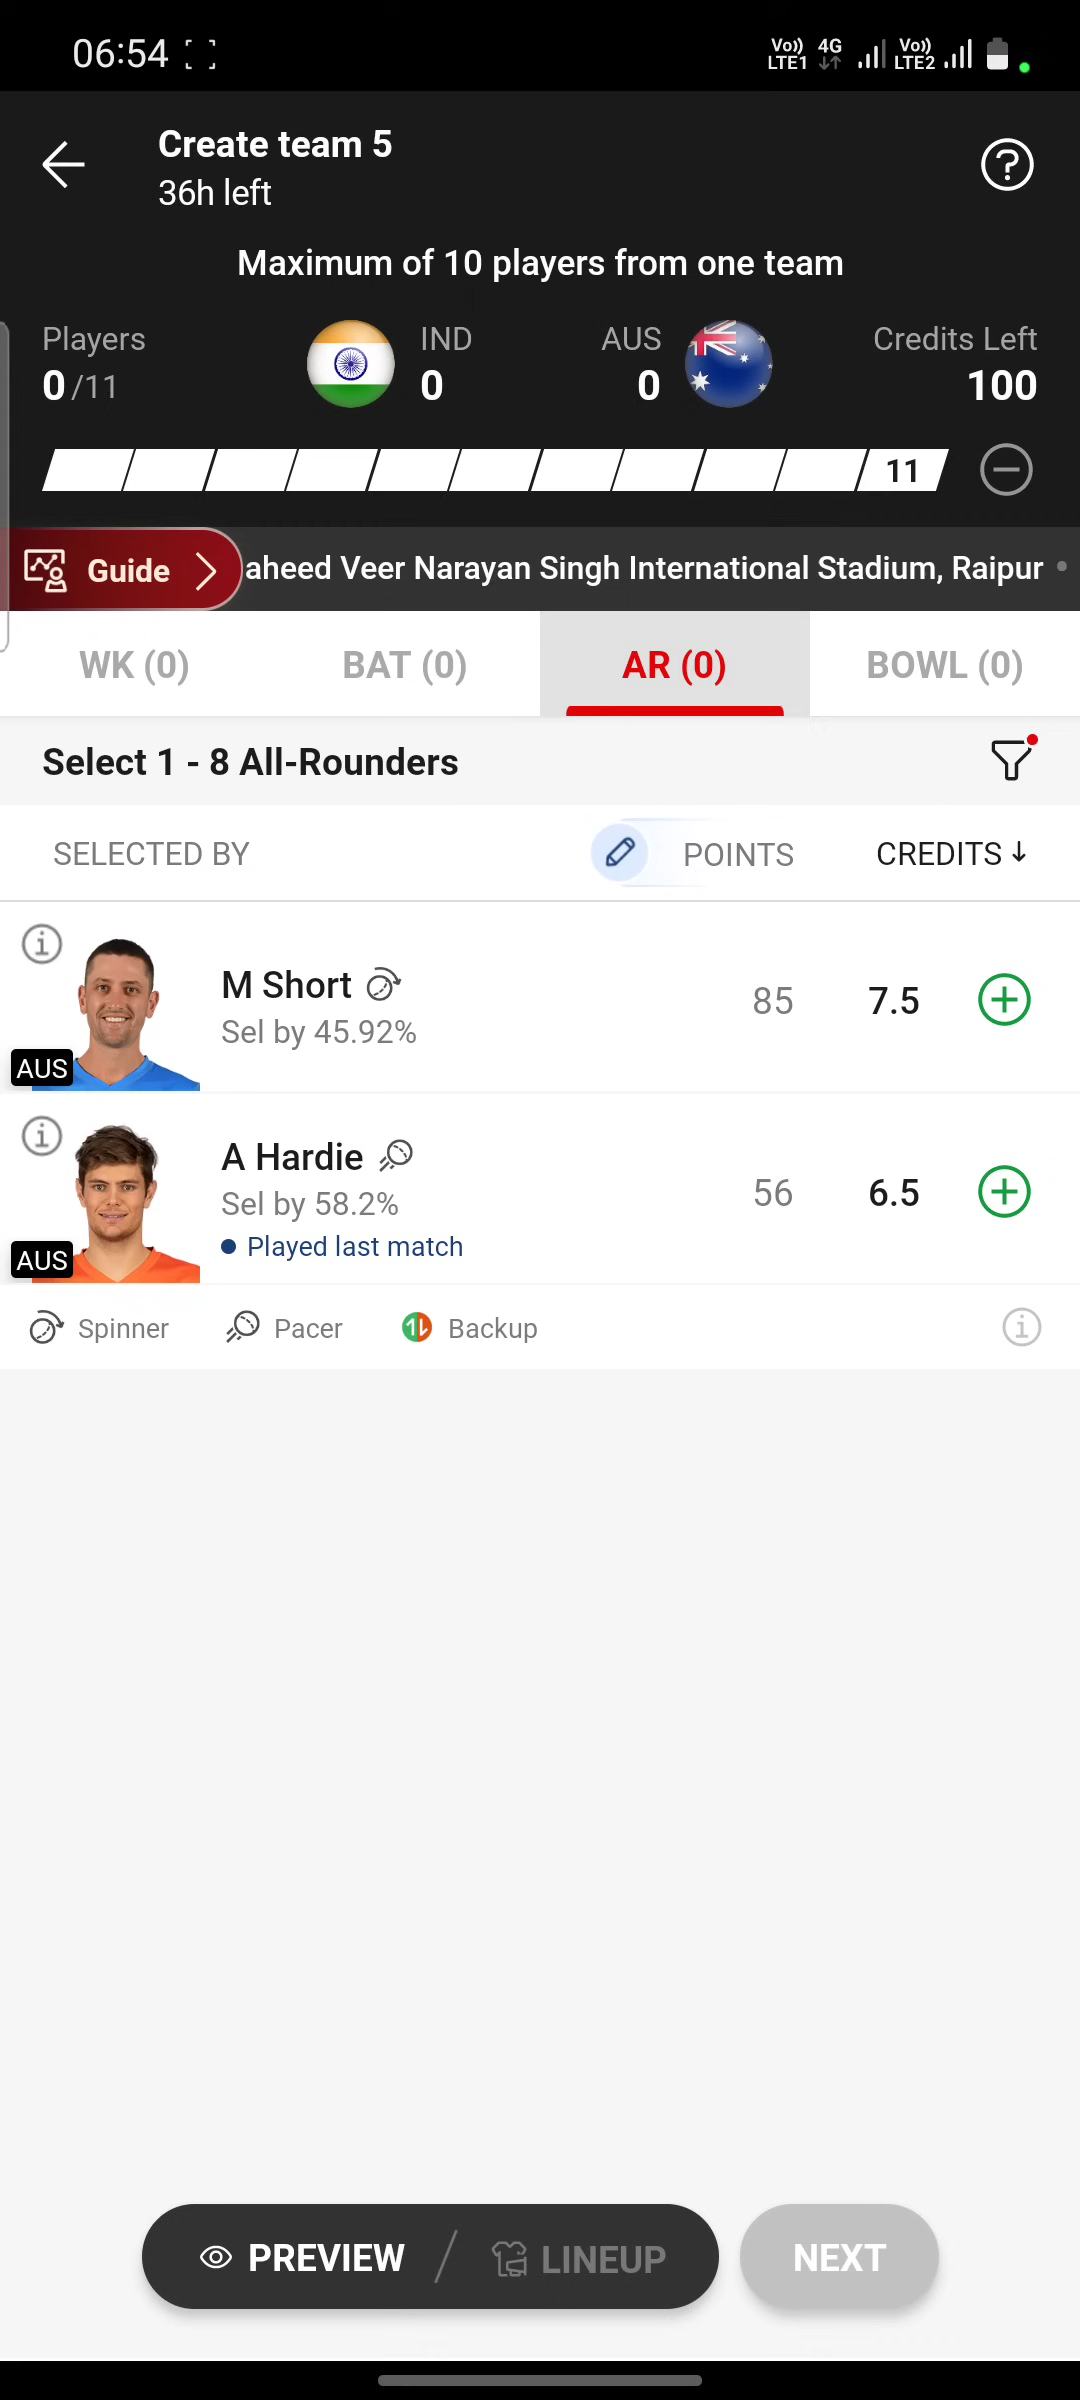 06:54
Vo)) LTE1 4G Vo)) LTE2
Create team 5
36h left
Maximum of 10 players from one team
Players IND AUS Credits Left
0/11 0 0 100
11
Guide aheed Veer Narayan Singh International Stadium, Raipur •
WK (0) BAT (0) AR (0) BOWL (0)
Select 1 - 8 All-Rounders
SELECTED BY POINTS CREDITS ↓
M Short
Sel by 45.92%
85 7.5
AUS
A Hardie
Sel by 58.2%
56 6.5
• Played last match
AUS
Spinner Pacer Backup
PREVIEW / LINEUP NEXT